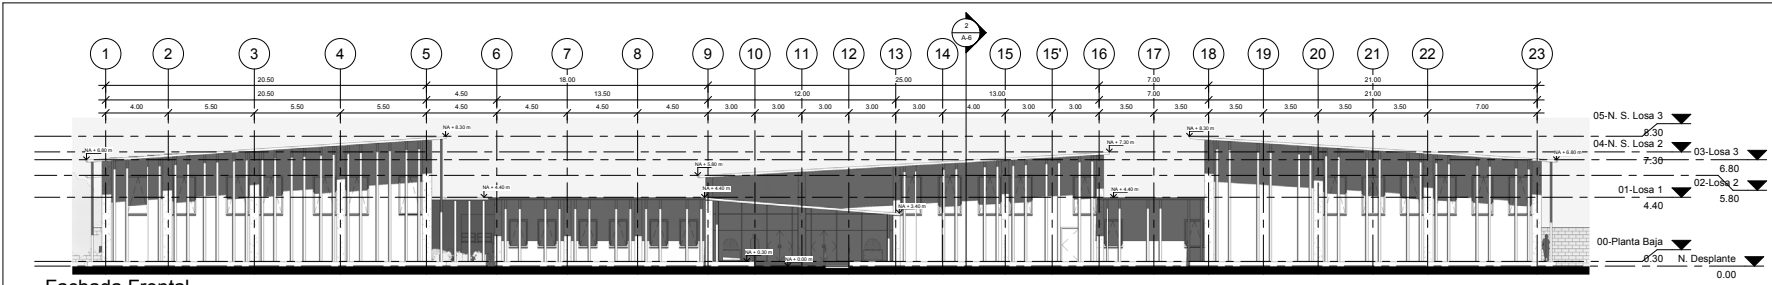 2
A-6
1 2 3 4 5 6 7 8 9 10 11 12 13 14 15 15' 16 17 18 19 20 21 22 23
20.50 18.00 25.00 7.00 21.00
20.50 4.50 13.50 12.00 13.00 7.00 21.00
4.00 5.50 5.50 5.50 4.50 4.50 4.50 4.50 3.00 3.00 3.00 3.00 3.00 4.00 3.00 3.00 3.50 3.50 3.50 3.50 3.50 3.50 7.00
05-N. S. Losa 3
8.30
04-N. S. Losa 2
7.30
03-Losa 3
6.80
02-Losa 2
5.80
01-Losa 1
4.40
00-Planta Baja
0.30
N. Desplante
0.00
NA + 6.80 m
NA + 8.30 m
NA + 4.40 m
NA + 5.80 m
NA + 4.40 m
NA + 3.40 m
NA + 0.30 m
NA + 0.00 m
NA + 7.30 m
NA + 4.40 m
NA + 8.30 m
NA + 6.80 m
Fachada Frontal